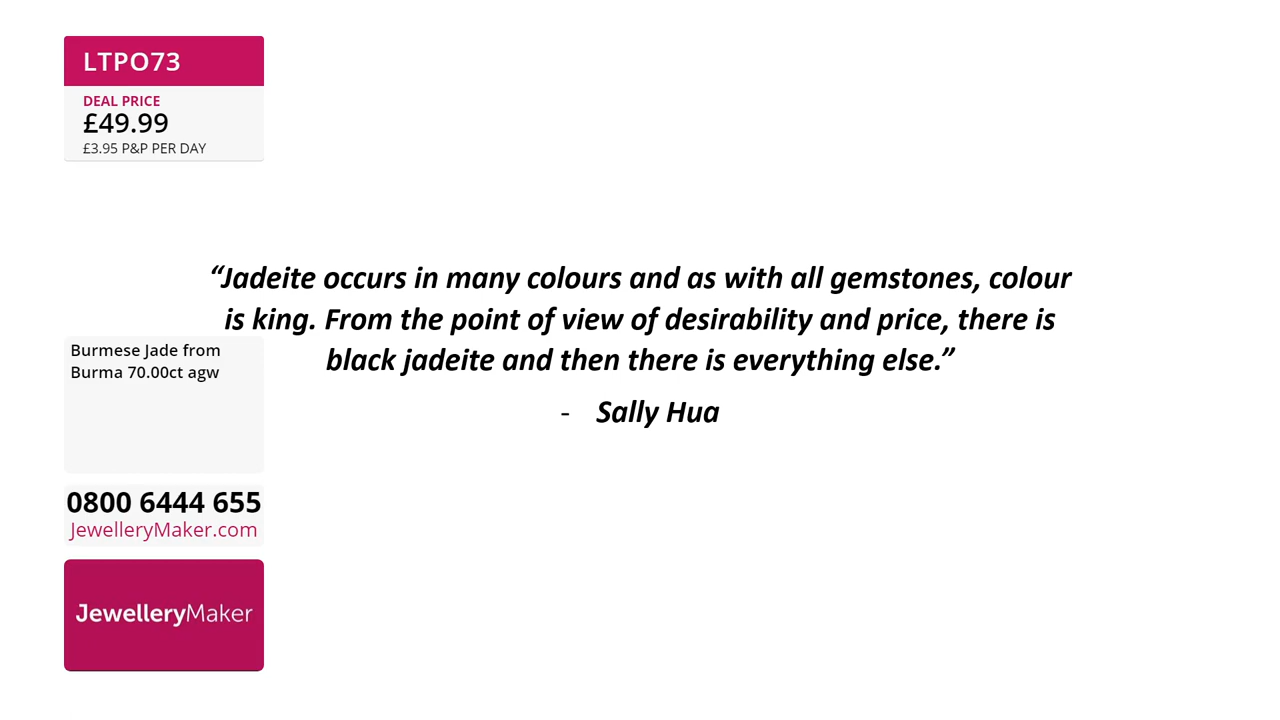 LTPO73
DEAL PRICE
£49.99
£3.95 P&P PER DAY
“Jadeite occurs in many colours and as with all gemstones, colour
is king. From the point of view of desirability and price, there is
black jadeite and then there is everything else.”
- Sally Hua
Burmese Jade from
Burma 70.00ct agw
0800 6444 655
JewelleryMaker.com
JewelleryMaker